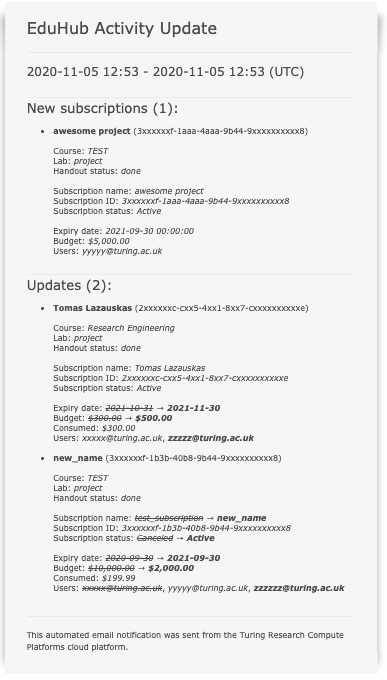 EduHub Activity Update
2020-11-05 12:53 - 2020-11-05 12:53 (UTC)
New subscriptions (1):
• awesome project (3xxxxxxf-1aaa-4aaa-9b44-9xxxxxxxxxx8)
Course: TEST
Lab: project
Handout status: done
Subscription name: awesome project
Subscription ID: 3xxxxxxf-1aaa-4aaa-9b44-9xxxxxxxxxx8
Subscription status: Active
Expiry date: 2021-09-30 00:00:00
Budget: $5,000.00
Users: yyyyy@turing.ac.uk
Updates (2):
• Tomas Lazauskas (2xxxxxxc-cxx5-4xx1-8xx7-cxxxxxxxxxxe)
Course: Research Engineering
Lab: project
Handout status: done
Subscription name: Tomas Lazauskas
Subscription ID: 2xxxxxxc-cxx5-4xx1-8xx7-cxxxxxxxxxxe
Subscription status: Active
Expiry date: 2021-10-31 → 2021-11-30
Budget: $300.00 → $500.00
Consumed: $300.00
Users: xxxxx@turing.ac.uk, zzzzz@turing.ac.uk
• new_name (3xxxxxxf-1b3b-40b8-9b44-9xxxxxxxxxx8)
Course: TEST
Lab: project
Handout status: done
Subscription name: test_subscription → new_name
Subscription ID: 3xxxxxxf-1b3b-40b8-9b44-9xxxxxxxxxx8
Subscription status: Canceled → Active
Expiry date: 2020-09-30 → 2021-09-30
Budget: $10,000.00 → $2,000.00
Consumed: $199.99
Users: xxxxx@turing.ac.uk, yyyyy@turing.ac.uk, zzzzzz@turing.ac.uk
This automated email notification was sent from the Turing Research Compute
Platforms cloud platform.